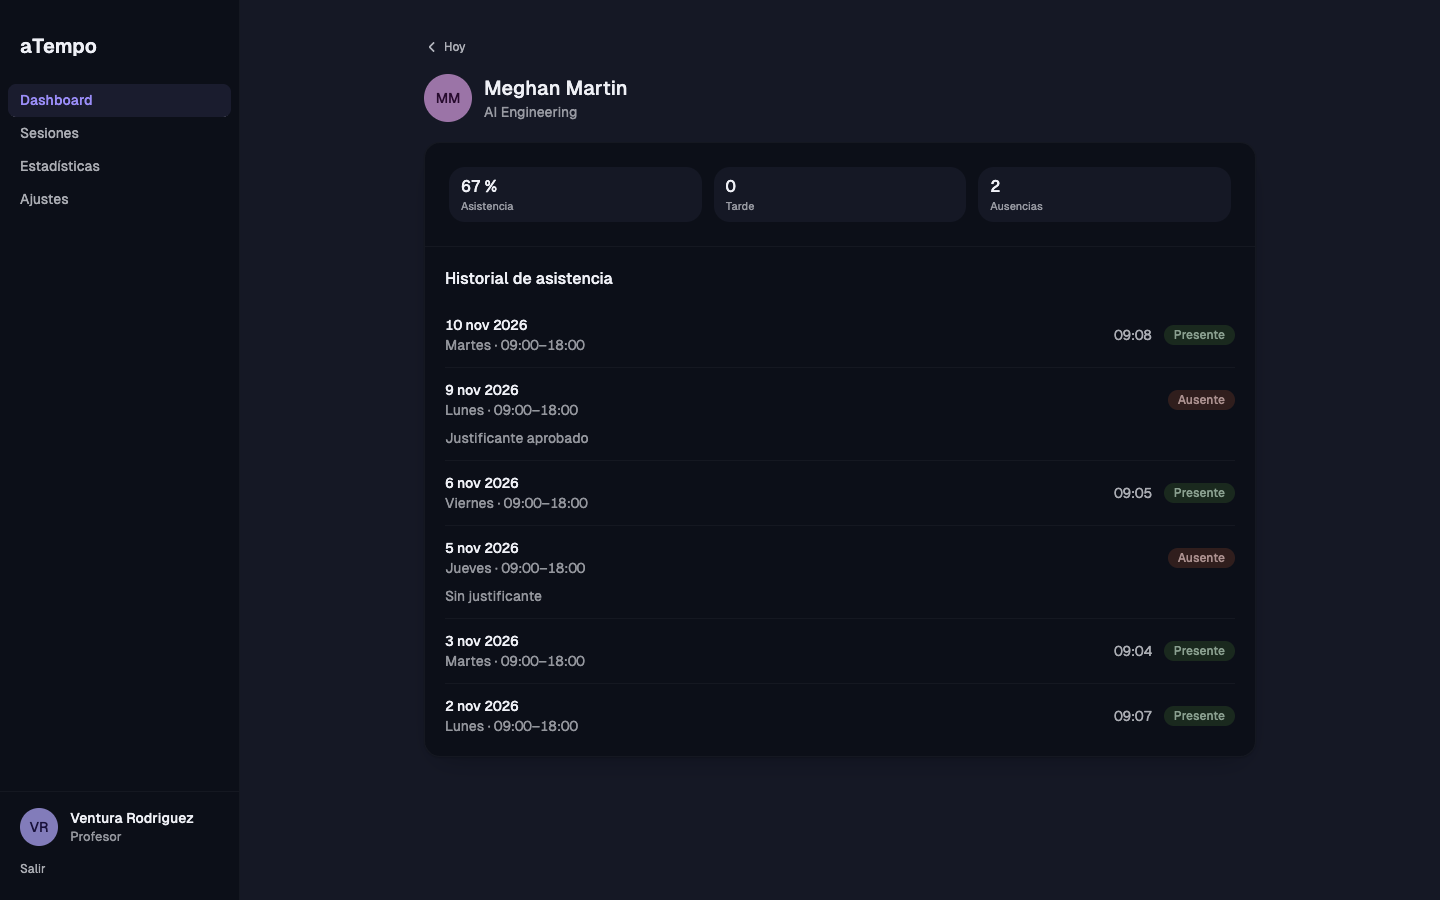 aTempo
Dashboard
Sesiones
Estadísticas
Ajustes
Hoy
MM
Meghan Martin
AI Engineering
67 %
Asistencia
0
Tarde
2
Ausencias
Historial de asistencia
10 nov 2026
Martes · 09:00–18:00
09:08 Presente
9 nov 2026
Lunes · 09:00–18:00
Ausente
Justificante aprobado
6 nov 2026
Viernes · 09:00–18:00
09:05 Presente
5 nov 2026
Jueves · 09:00–18:00
Ausente
Sin justificante
3 nov 2026
Martes · 09:00–18:00
09:04 Presente
2 nov 2026
Lunes · 09:00–18:00
09:07 Presente
VR
Ventura Rodriguez
Profesor
Salir